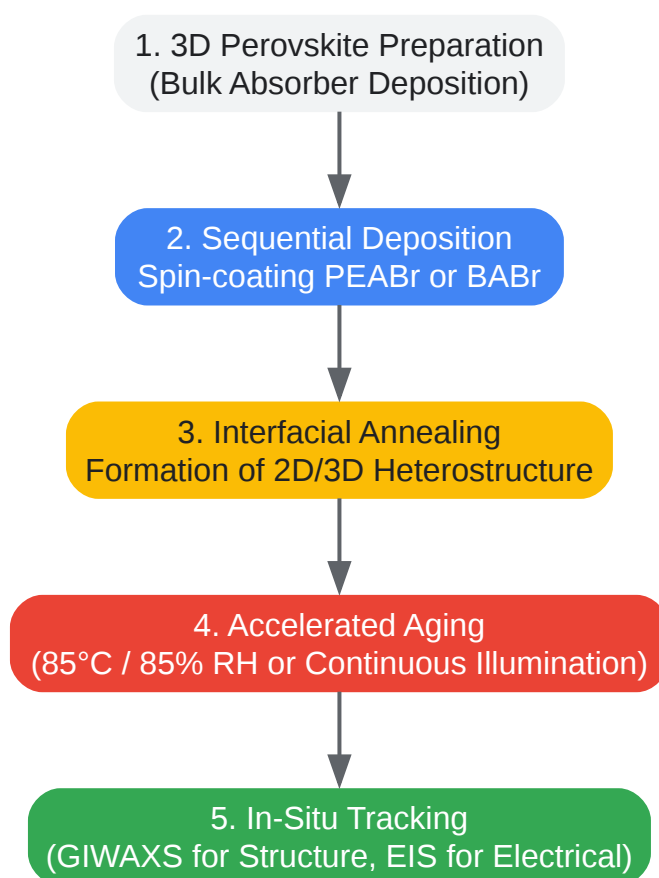 1. 3D Perovskite Preparation
(Bulk Absorber Deposition)
2. Sequential Deposition
Spin-coating PEABr or BABr
3. Interfacial Annealing
Formation of 2D/3D Heterostructure
4. Accelerated Aging
(85°C / 85% RH or Continuous Illumination)
5. In-Situ Tracking
(GIWAXS for Structure, EIS for Electrical)